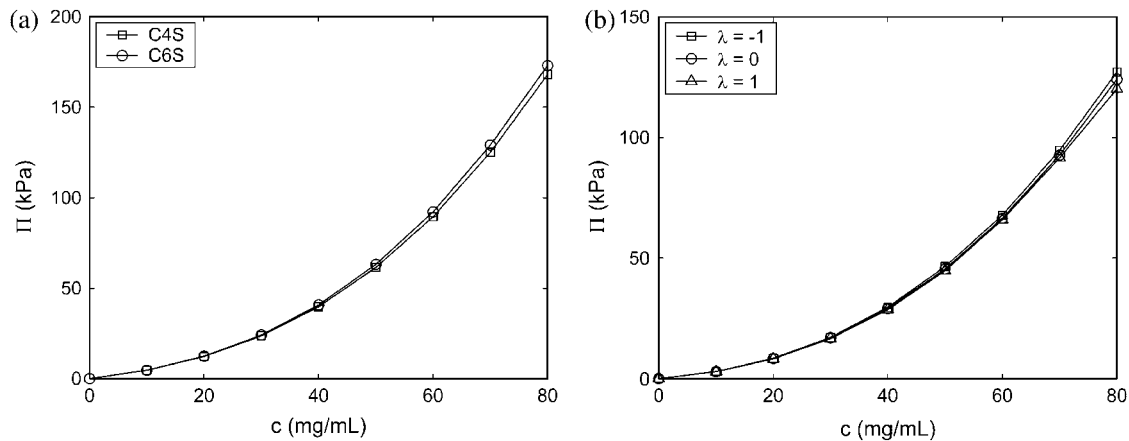 (a)
C4S
C6S
200
150
100
50
0
Π (kPa)
0 20 40 60 80
c (mg/mL)
(b)
λ = -1
λ = 0
λ = 1
150
100
50
0
Π (kPa)
0 20 40 60 80
c (mg/mL)